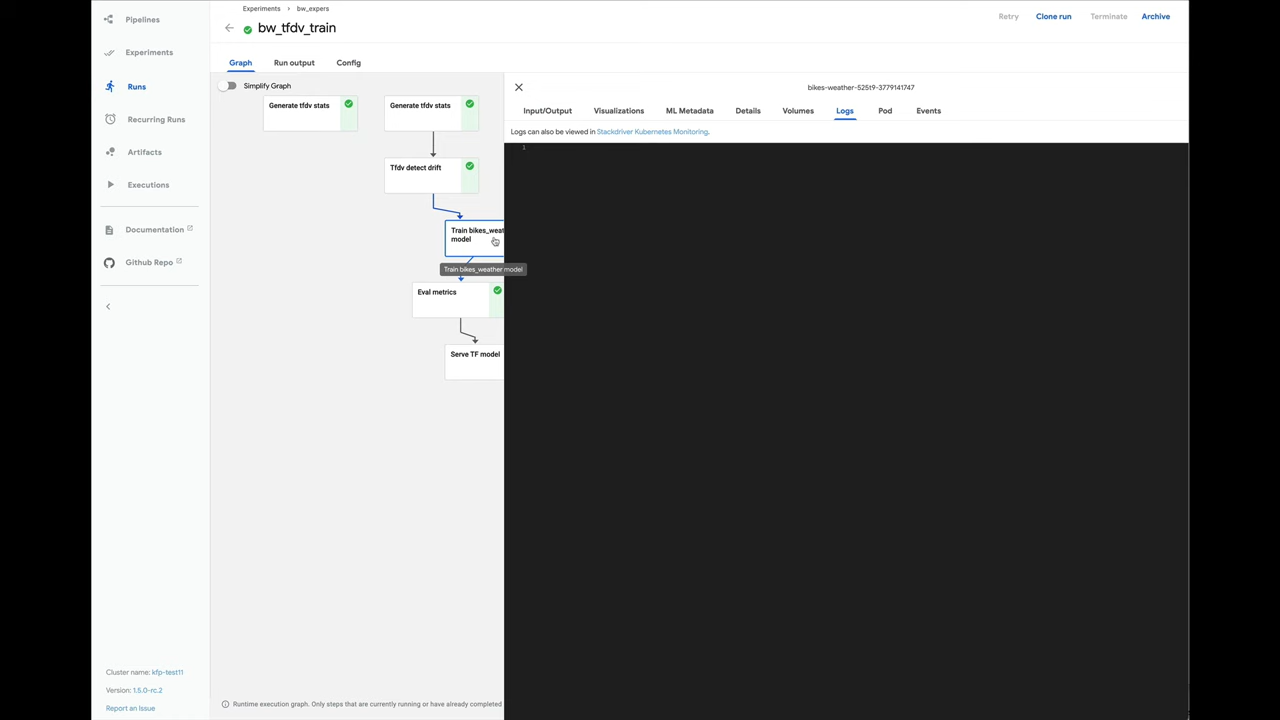 Pipelines
Experiments
Runs
Recurring Runs
Artifacts
Executions
Documentation
Github Repo
Cluster name: kfp-test11
Version: 1.5.0-rc.2
Report an Issue
Experiments › bw_expers
bw_tfdv_train
Retry
Clone run
Terminate
Archive
Graph
Run output
Config
Simplify Graph
Generate tfdv stats
Generate tfdv stats
Tfdv detect drift
Train bikes_weat
model
Train bikes_weather model
Eval metrics
Serve TF model
Runtime execution graph. Only steps that are currently running or have already completed
bikes-weather-525t9-3779141747
Input/Output
Visualizations
ML Metadata
Details
Volumes
Logs
Pod
Events
Logs can also be viewed in Stackdriver Kubernetes Monitoring.
1